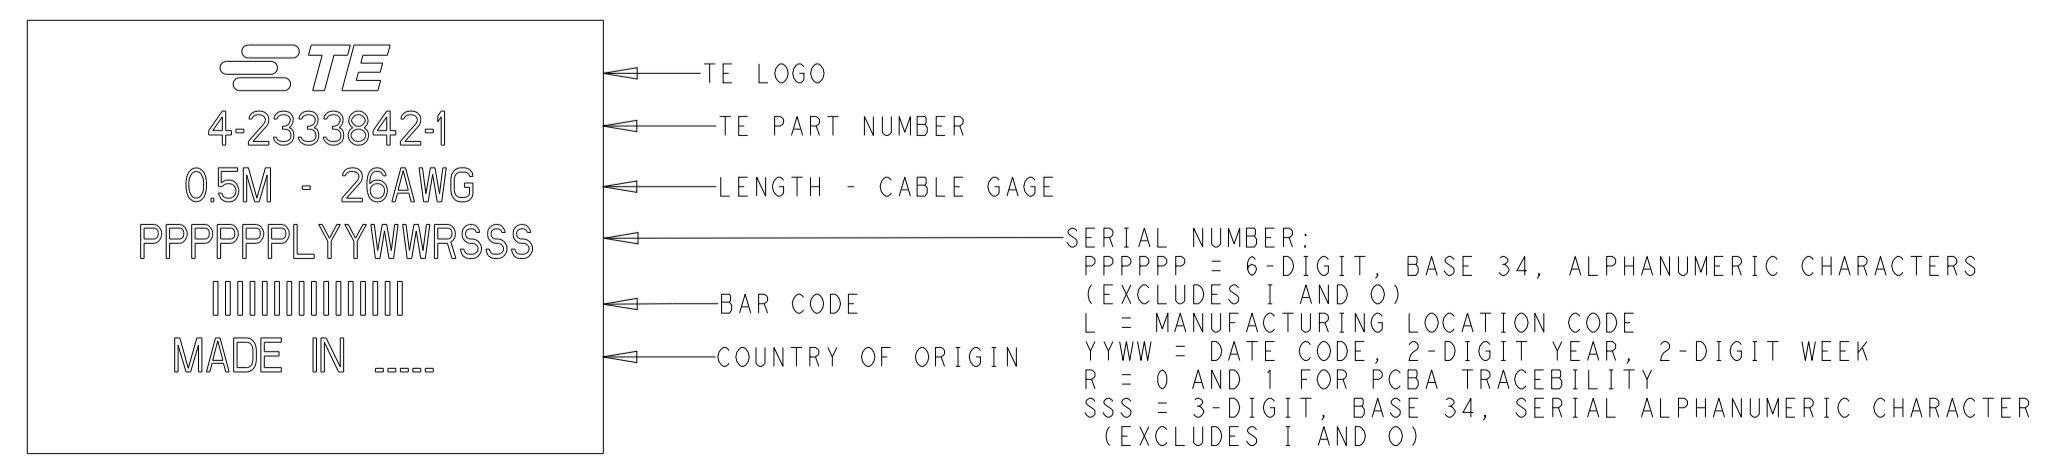 TE
4-2333842-1
0.5M - 26AWG
PPPPPPLYYWWRSSS
MADE IN _____
TE LOGO
TE PART NUMBER
LENGTH - CABLE GAGE
SERIAL NUMBER:
PPPPPP = 6-DIGIT, BASE 34, ALPHANUMERIC CHARACTERS
(EXCLUDES I AND O)
L = MANUFACTURING LOCATION CODE
YYWW = DATE CODE, 2-DIGIT YEAR, 2-DIGIT WEEK
R = 0 AND 1 FOR PCBA TRACEBILITY
SSS = 3-DIGIT, BASE 34, SERIAL ALPHANUMERIC CHARACTER
(EXCLUDES I AND O)
BAR CODE
COUNTRY OF ORIGIN